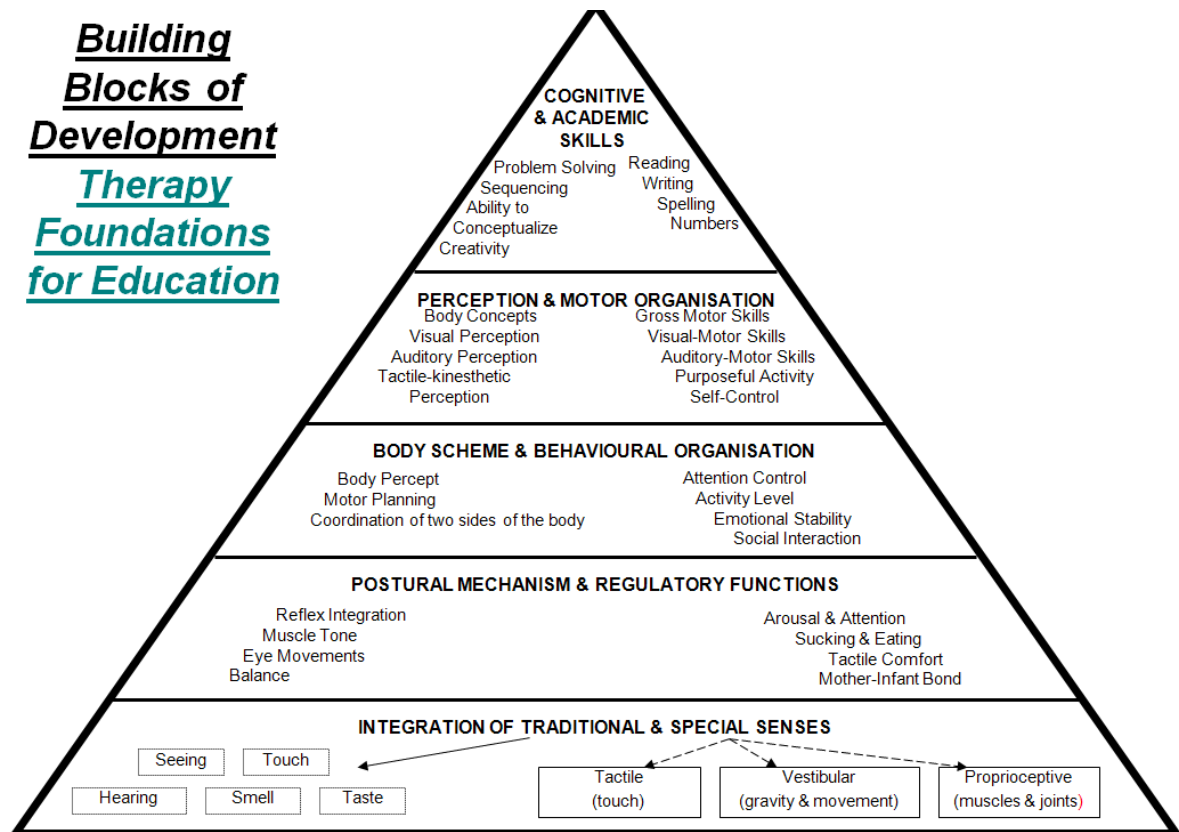 Building
Blocks of
Development
Therapy
Foundations
for Education
COGNITIVE
& ACADEMIC
SKILLS
Problem Solving
Sequencing
Ability to
Conceptualize
Creativity
Reading
Writing
Spelling
Numbers
PERCEPTION & MOTOR ORGANISATION
Body Concepts
Visual Perception
Auditory Perception
Tactile-kinesthetic
Perception
Gross Motor Skills
Visual-Motor Skills
Auditory-Motor Skills
Purposeful Activity
Self-Control
BODY SCHEME & BEHAVIOURAL ORGANISATION
Body Percept
Motor Planning
Coordination of two sides of the body
Attention Control
Activity Level
Emotional Stability
Social Interaction
POSTURAL MECHANISM & REGULATORY FUNCTIONS
Reflex Integration
Muscle Tone
Eye Movements
Balance
Arousal & Attention
Sucking & Eating
Tactile Comfort
Mother-Infant Bond
INTEGRATION OF TRADITIONAL & SPECIAL SENSES
Seeing
Touch
Hearing
Smell
Taste
Tactile
(touch)
Vestibular
(gravity & movement)
Proprioceptive
(muscles & joints)